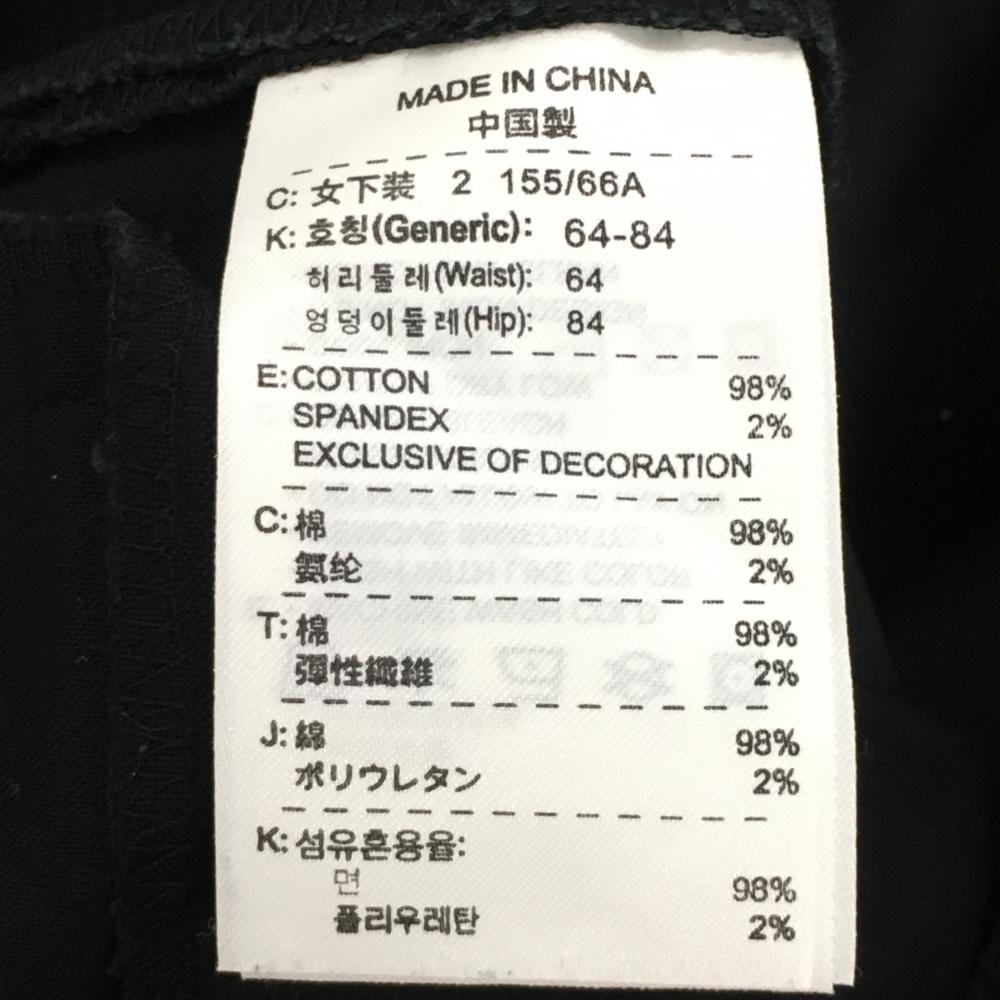 MADE IN CHINA
中国製
C: 女下装 2 155/66A
K: 호칭(Generic): 64-84
허리둘레(Waist): 64
엉덩이둘레(Hip): 84
E: COTTON 98%
SPANDEX 2%
EXCLUSIVE OF DECORATION
C: 棉 98%
氨纶 2%
T: 棉 98%
彈性纖維 2%
J: 綿 98%
ポリウレタン 2%
K: 섬유혼용율:
면 98%
폴리우레탄 2%